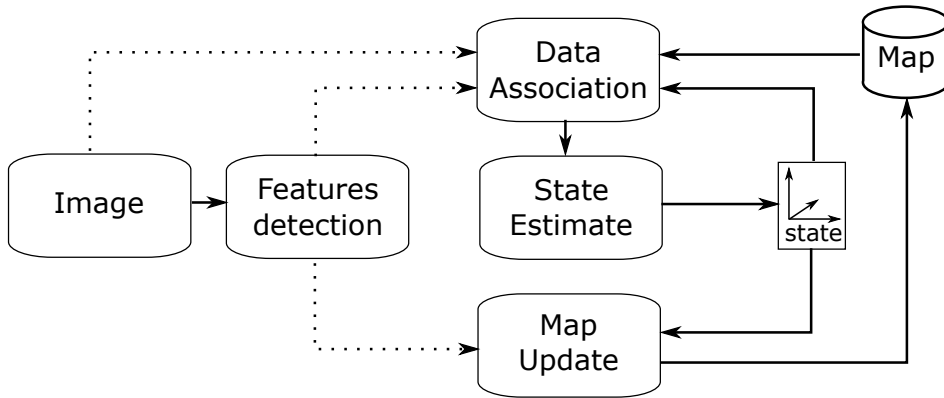 Data
Association
Map
Image
Features
detection
State
Estimate
state
Map
Update